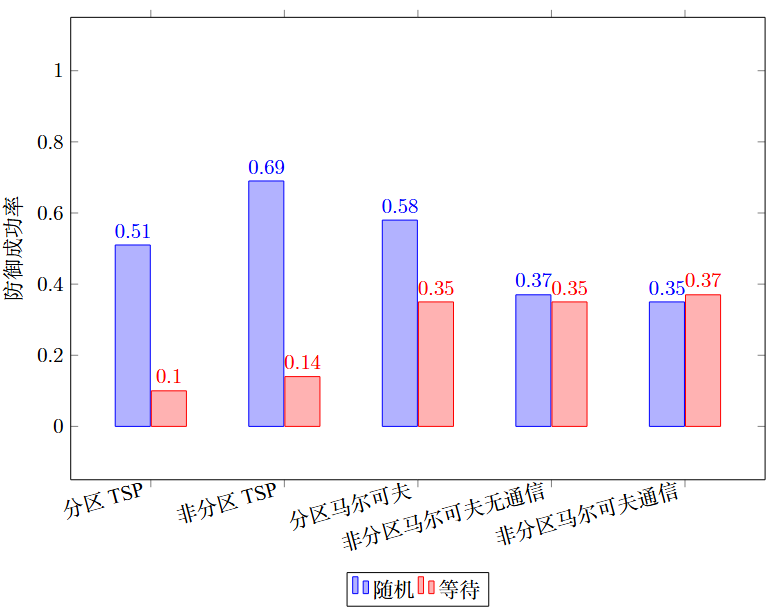 防御成功率
1
0.8
0.6
0.4
0.2
0
0.51
0.1
0.69
0.14
0.58
0.35
0.37
0.35
0.35
0.37
分区 TSP
非分区 TSP
分区马尔可夫
非分区马尔可夫无通信
非分区马尔可夫通信
随机 等待